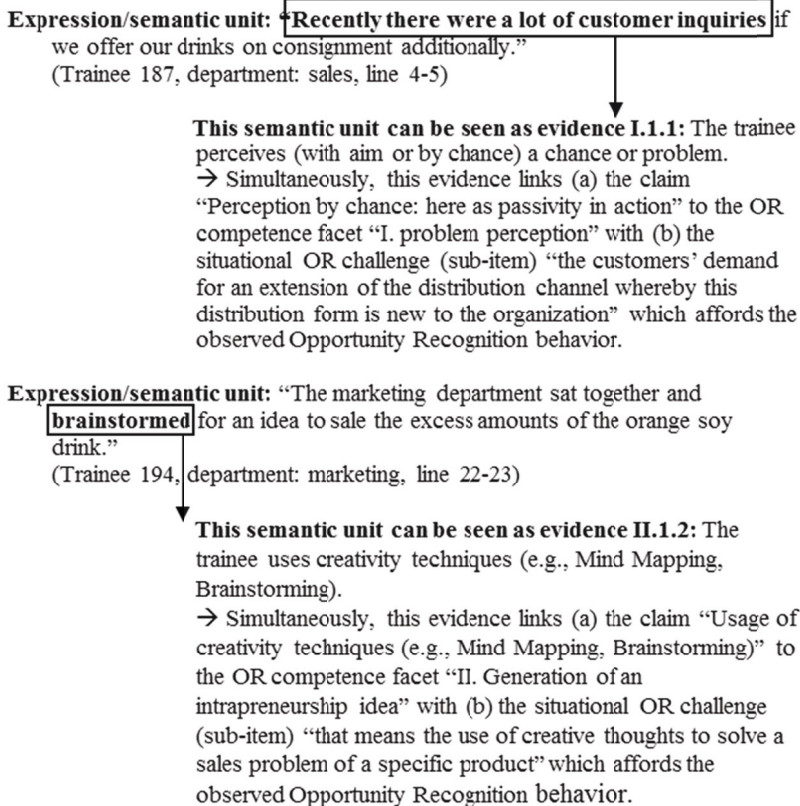 Expression/semantic unit: “Recently there were a lot of customer inquiries if
we offer our drinks on consignment additionally.”
(Trainee 187, department: sales, line 4-5)
This semantic unit can be seen as evidence I.1.1: The trainee
perceives (with aim or by chance) a chance or problem.
→ Simultaneously, this evidence links (a) the claim
“Perception by chance: here as passivity in action” to the OR
competence facet “I. problem perception” with (b) the
situational OR challenge (sub-item) “the customers’ demand
for an extension of the distribution channel whereby this
distribution form is new to the organization” which affords the
observed Opportunity Recognition behavior.
Expression/semantic unit: “The marketing department sat together and
brainstormed for an idea to sale the excess amounts of the orange soy
drink.”
(Trainee 194, department: marketing, line 22-23)
This semantic unit can be seen as evidence II.1.2: The
trainee uses creativity techniques (e.g., Mind Mapping,
Brainstorming).
→ Simultaneously, this evidence links (a) the claim “Usage of
creativity techniques (e.g., Mind Mapping, Brainstorming)” to
the OR competence facet “II. Generation of an
intrapreneurship idea” with (b) the situational OR challenge
(sub-item) “that means the use of creative thoughts to solve a
sales problem of a specific product” which affords the
observed Opportunity Recognition behavior.